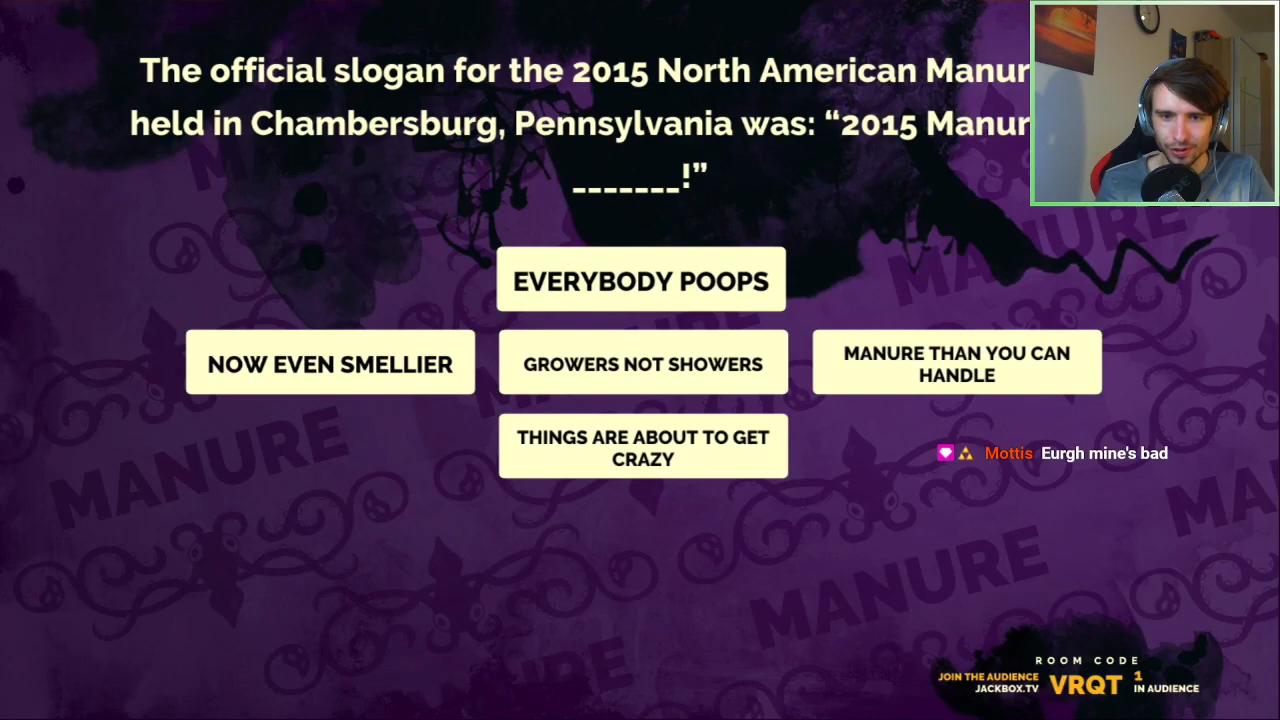 The official slogan for the 2015 North American Manur
held in Chambersburg, Pennsylvania was: “2015 Manur
_______!”
EVERYBODY POOPS
NOW EVEN SMELLIER
GROWERS NOT SHOWERS
MANURE THAN YOU CAN
HANDLE
THINGS ARE ABOUT TO GET
CRAZY
Mottis Eurgh mine's bad
MANURE
MANURE
ROOM CODE
JOIN THE AUDIENCE
JACKBOX.TV
VRQT
1
IN AUDIENCE